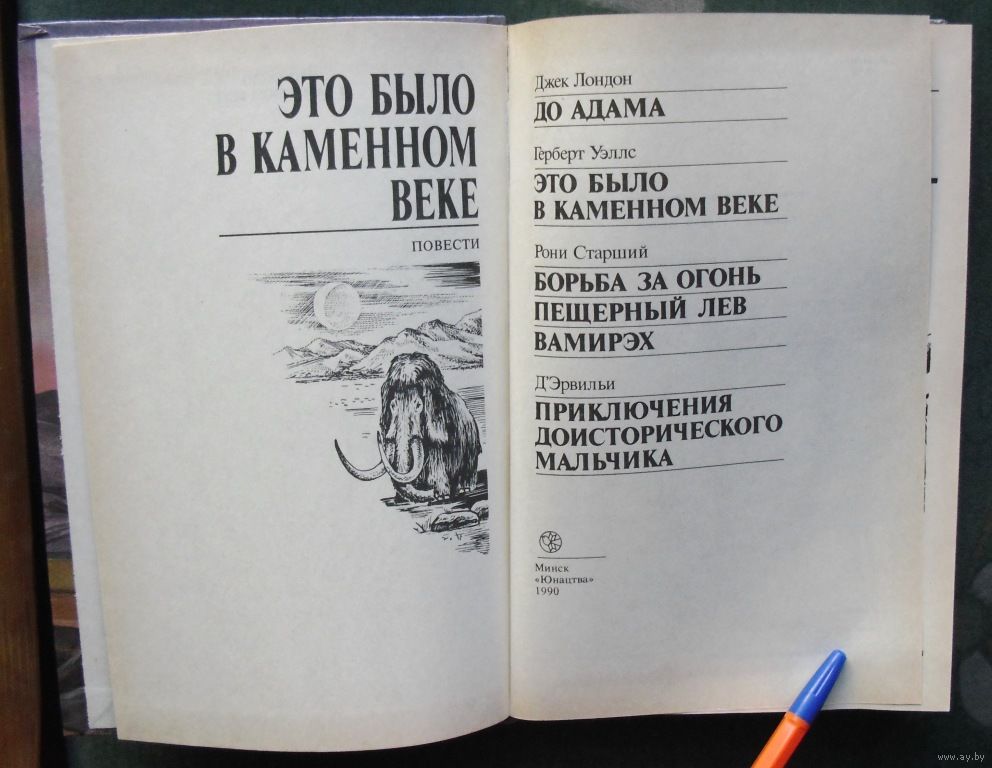 ЭТО БЫЛО
В КАМЕННОМ
ВЕКЕ
ПОВЕСТИ
Джек Лондон
ДО АДАМА
Герберт Уэллс
ЭТО БЫЛО
В КАМЕННОМ ВЕКЕ
Рони Старший
БОРЬБА ЗА ОГОНЬ
ПЕЩЕРНЫЙ ЛЕВ
ВАМИРЭХ
Д'Эрвильи
ПРИКЛЮЧЕНИЯ
ДОИСТОРИЧЕСКОГО
МАЛЬЧИКА
Минск
«Юнацтва»
1990
www.ay.by